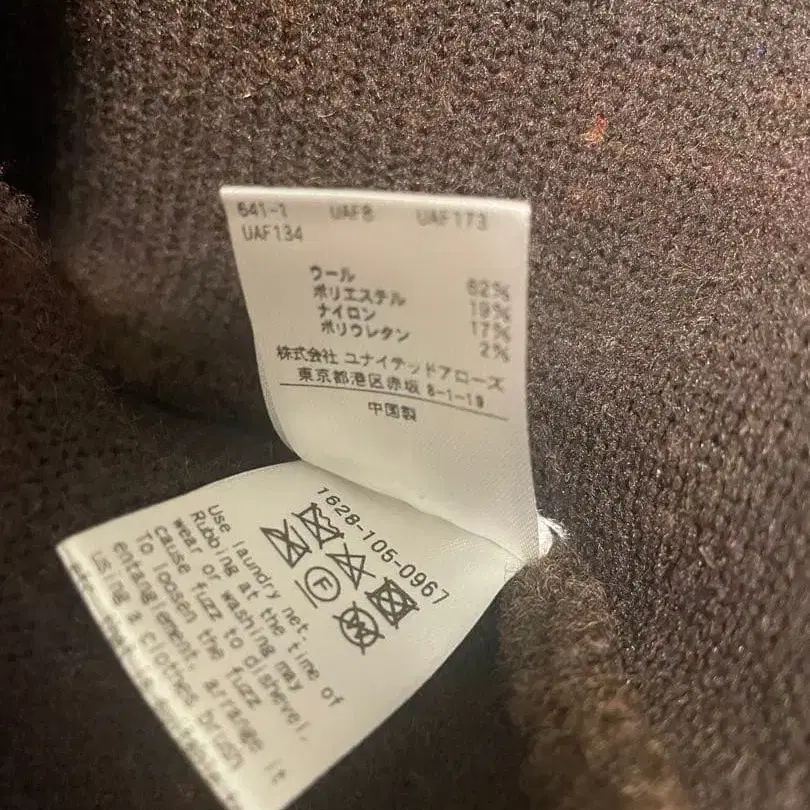 641-1 UAF8 UAF173
UAF134
ウール 62%
ポリエステル 19%
ナイロン 17%
ポリウレタン 2%
株式会社 ユナイテッドアローズ
東京都港区赤坂 8-1-19
中国製
1628-105-0967
F
W
Use laundry net.
Rubbing at the time of
wear or washing may
cause fuzz to dishevel.
To loosen the fuzz
entanglement, arrange it
using a clothes brush
etc. that is